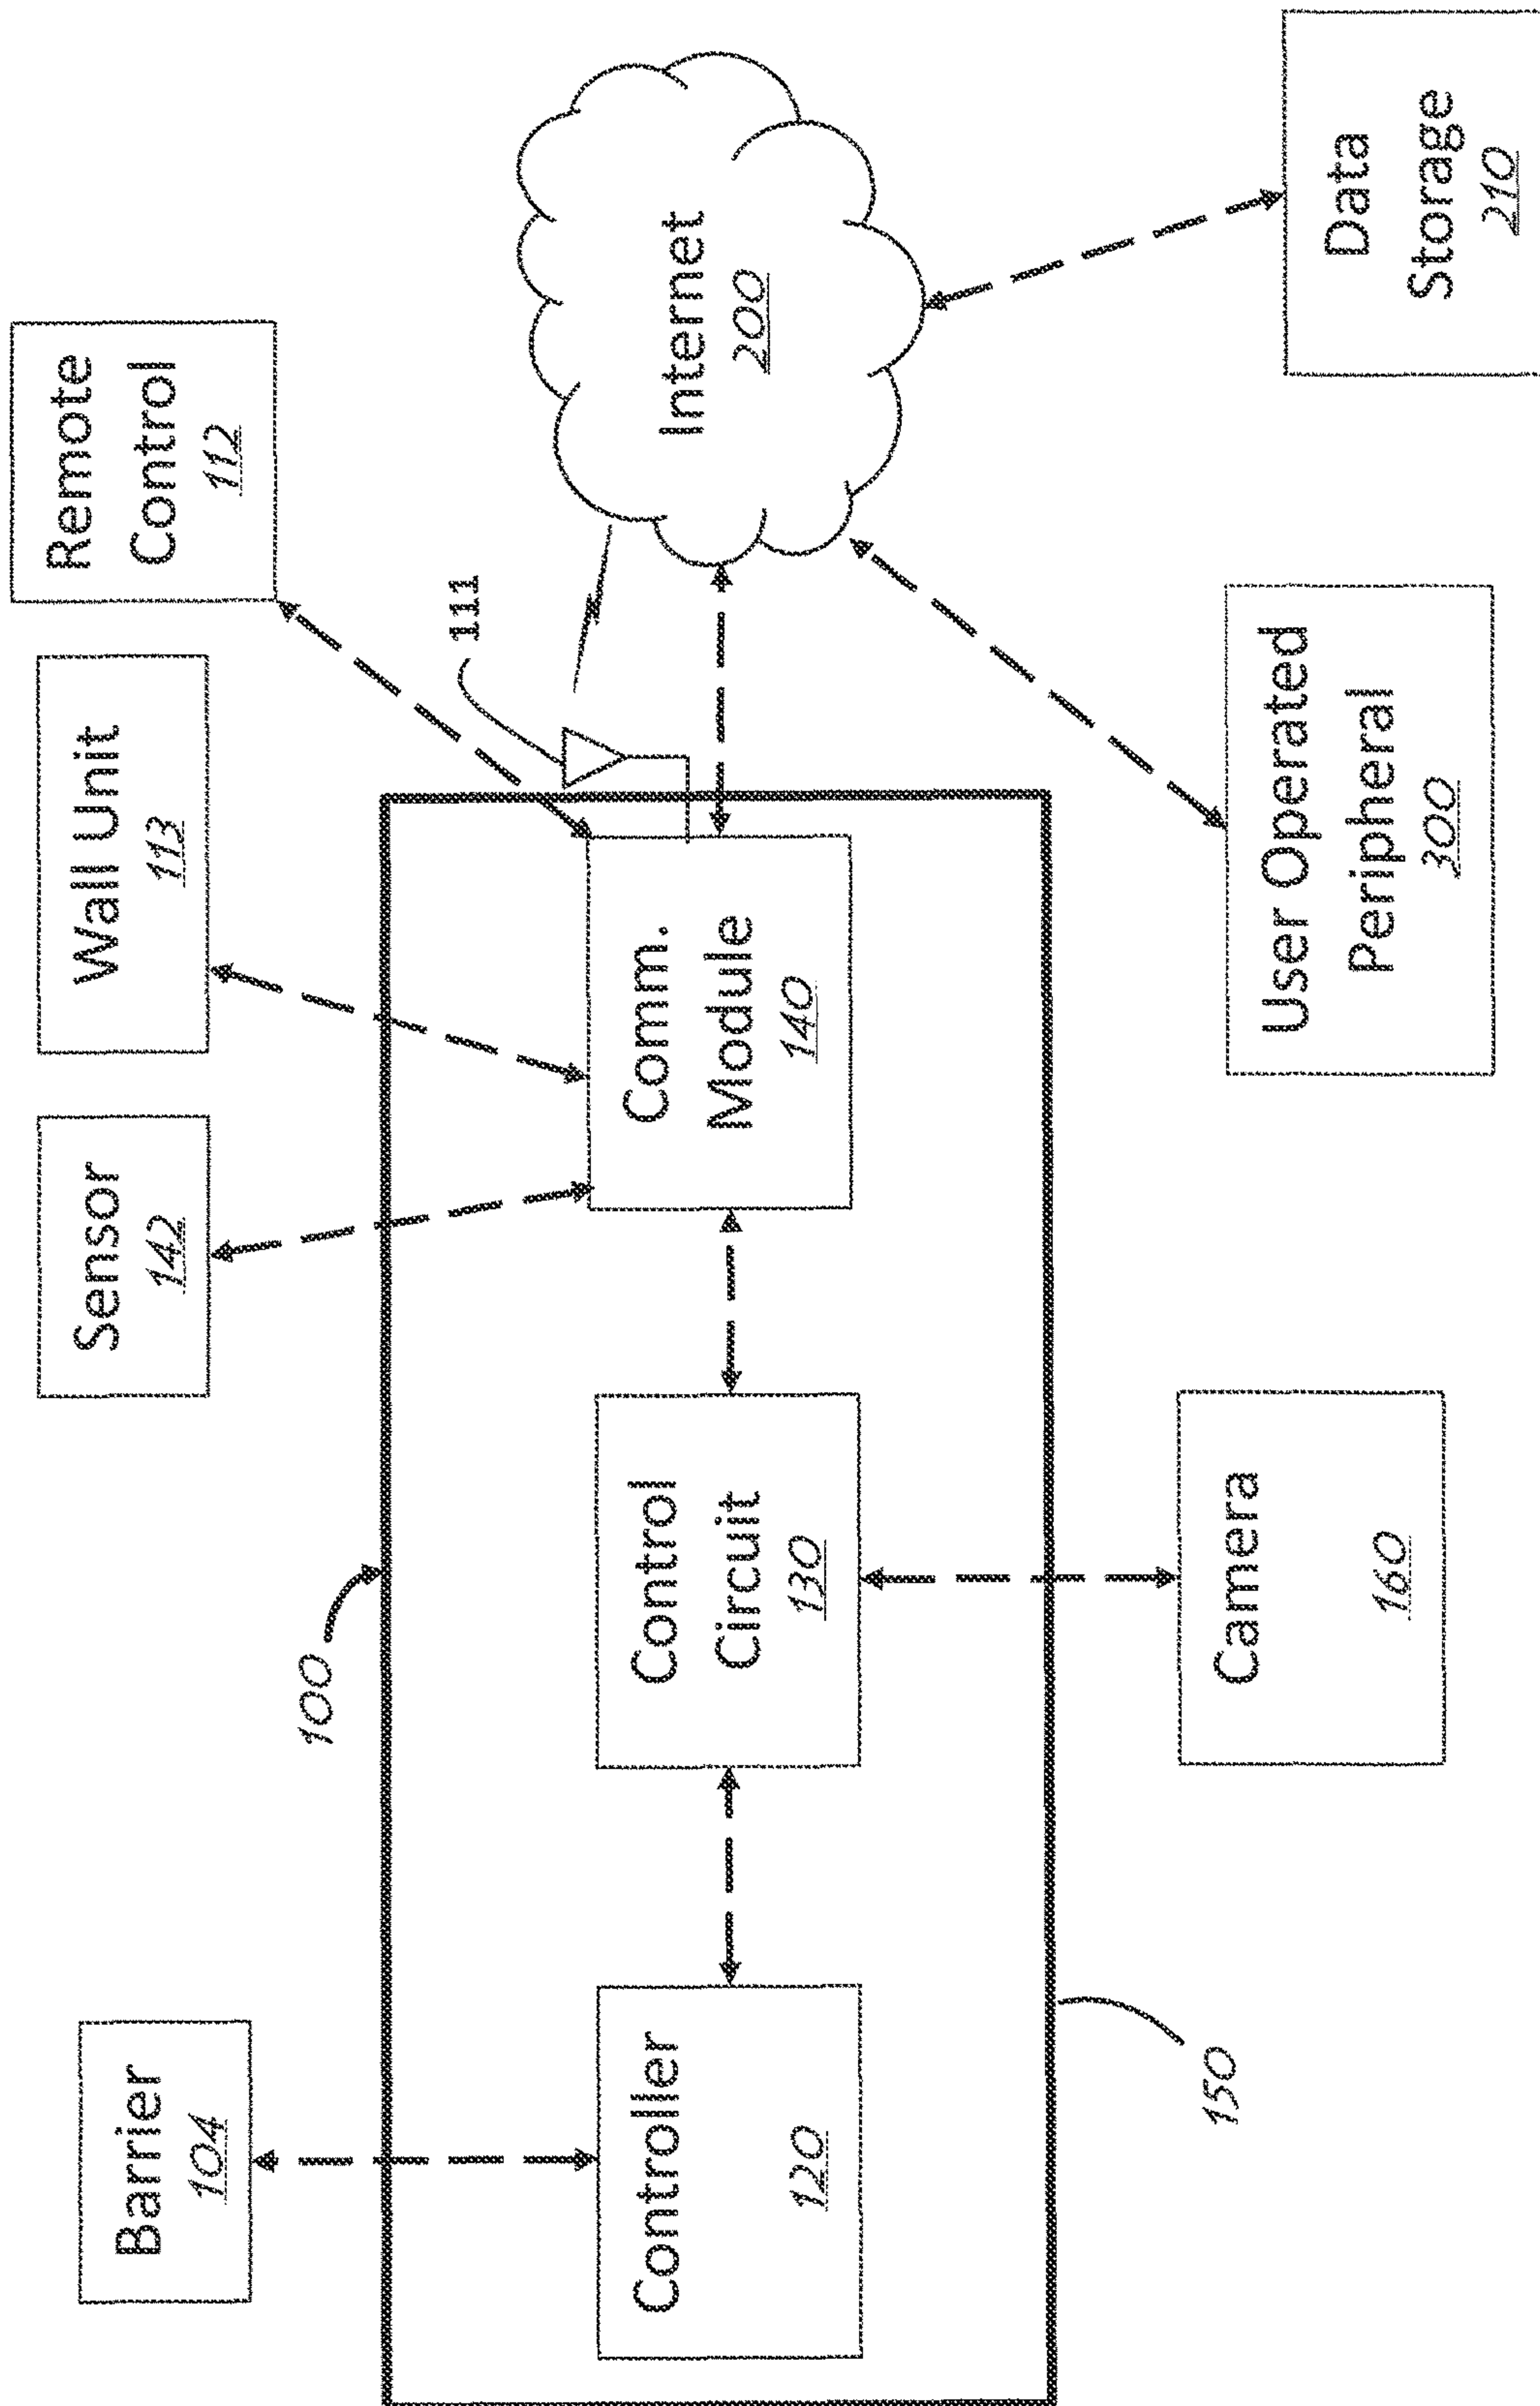 Barrier
104
Sensor
142
Wall Unit
113
Remote
Control
112
100
111
Controller
120
Control
Circuit
130
Comm.
Module
140
Internet
200
150
Camera
160
User Operated
Peripheral
300
Data
Storage
210